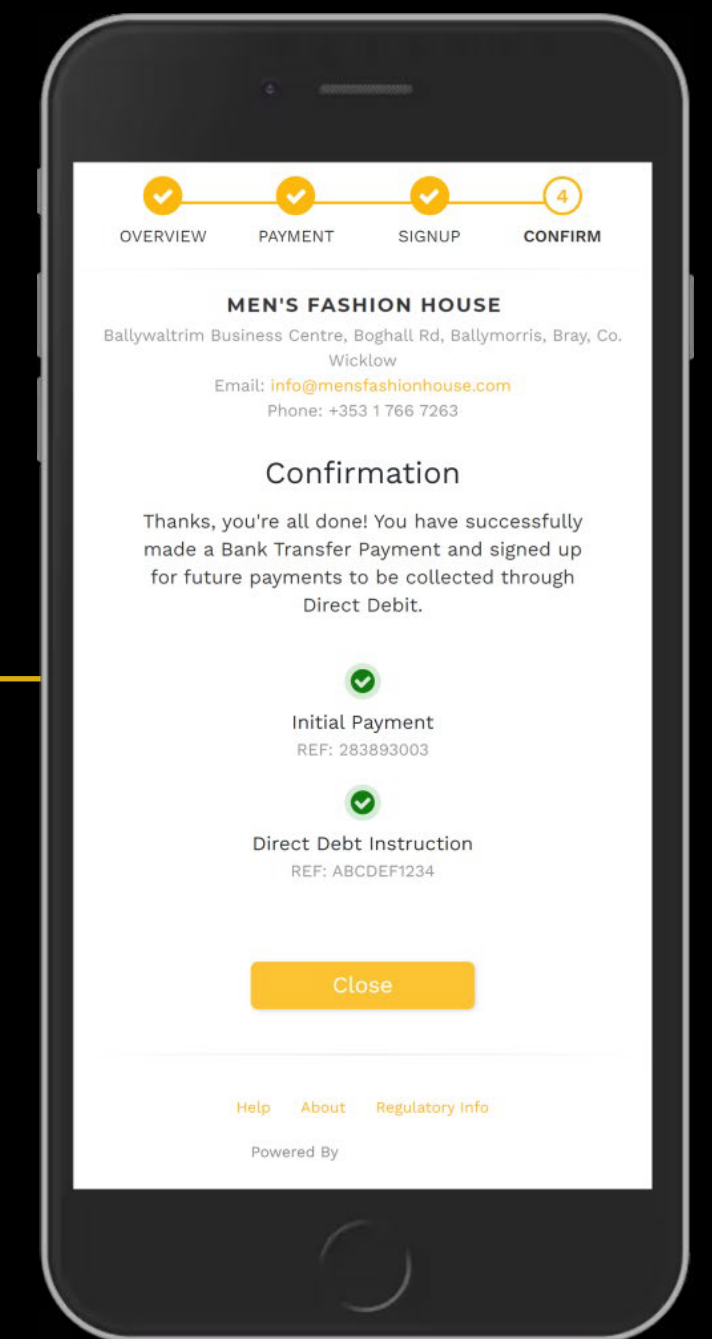 4
OVERVIEW PAYMENT SIGNUP CONFIRM
MEN'S FASHION HOUSE
Ballywaltrim Business Centre, Boghall Rd, Ballymorris, Bray, Co.
Wicklow
Email: info@mensfashionhouse.com
Phone: +353 1 766 7263
Confirmation
Thanks, you're all done! You have successfully
made a Bank Transfer Payment and signed up
for future payments to be collected through
Direct Debit.
Initial Payment
REF: 283893003
Direct Debt Instruction
REF: ABCDEF1234
Close
Help About Regulatory Info
Powered By